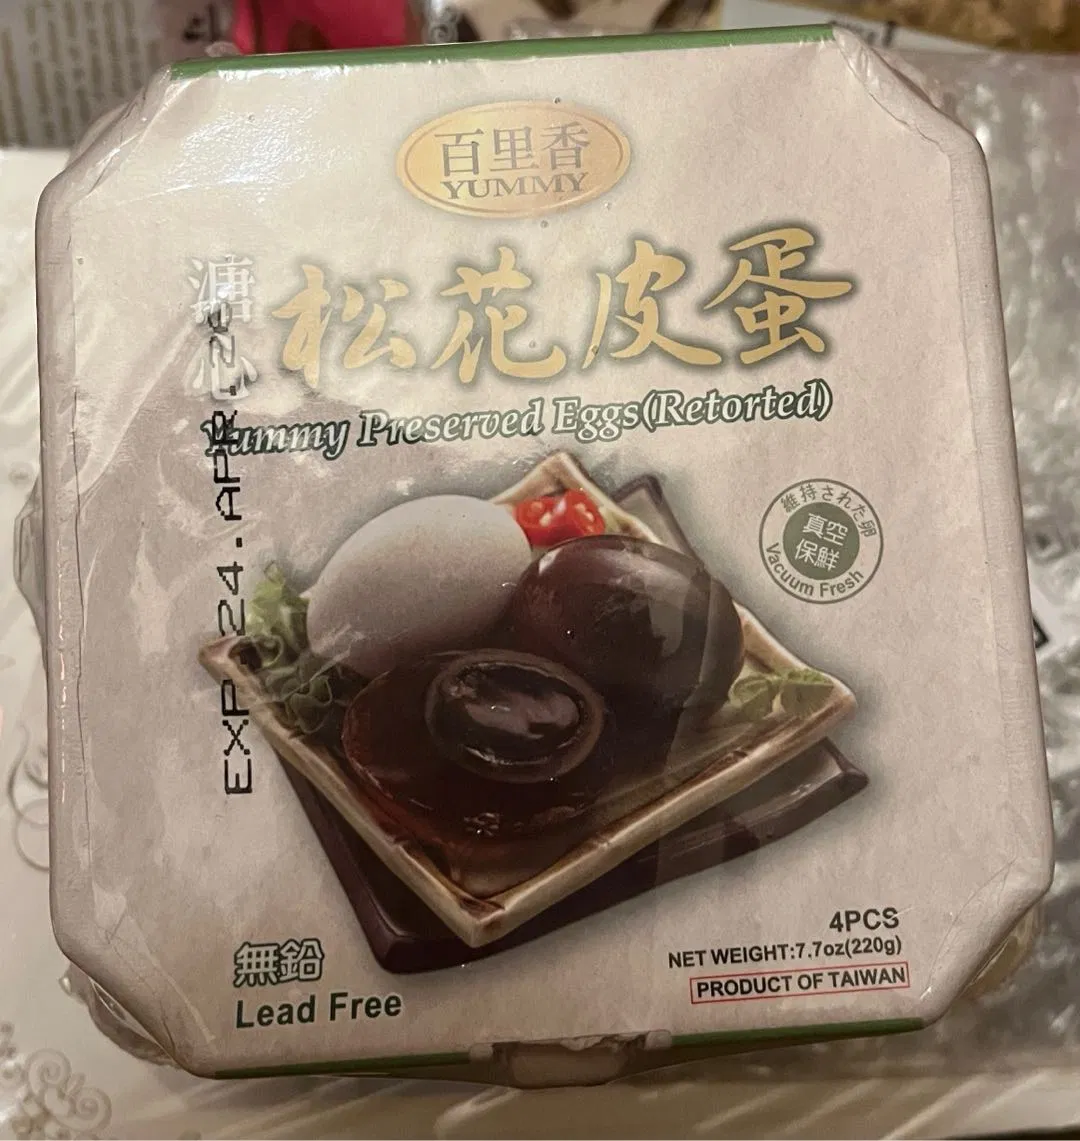 百里香
YUMMY
溏心
松花皮蛋
Yummy Preserved Eggs(Retorted)
維持された卵
真空
保鮮
Vacuum Fresh
EXP.24.APR.26
無鉛
Lead Free
4PCS
NET WEIGHT:7.7oz(220g)
PRODUCT OF TAIWAN